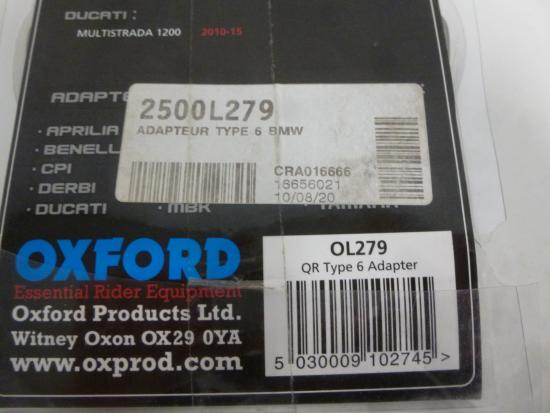 DUCATI :
MULTISTRADA 1200 2010-15
ADAPTE
2500L279
ADAPTEUR TYPE 6 BMW
CRA016666
16656021
10/08/20
· APRILIA
· BENELL
· CPI
· DERBI
· DUCATI · MBK
OXFORD
Essential Rider Equipment
Oxford Products Ltd.
Witney Oxon OX29 0YA
www.oxprod.com
OL279
QR Type 6 Adapter
5 030009 102745 >